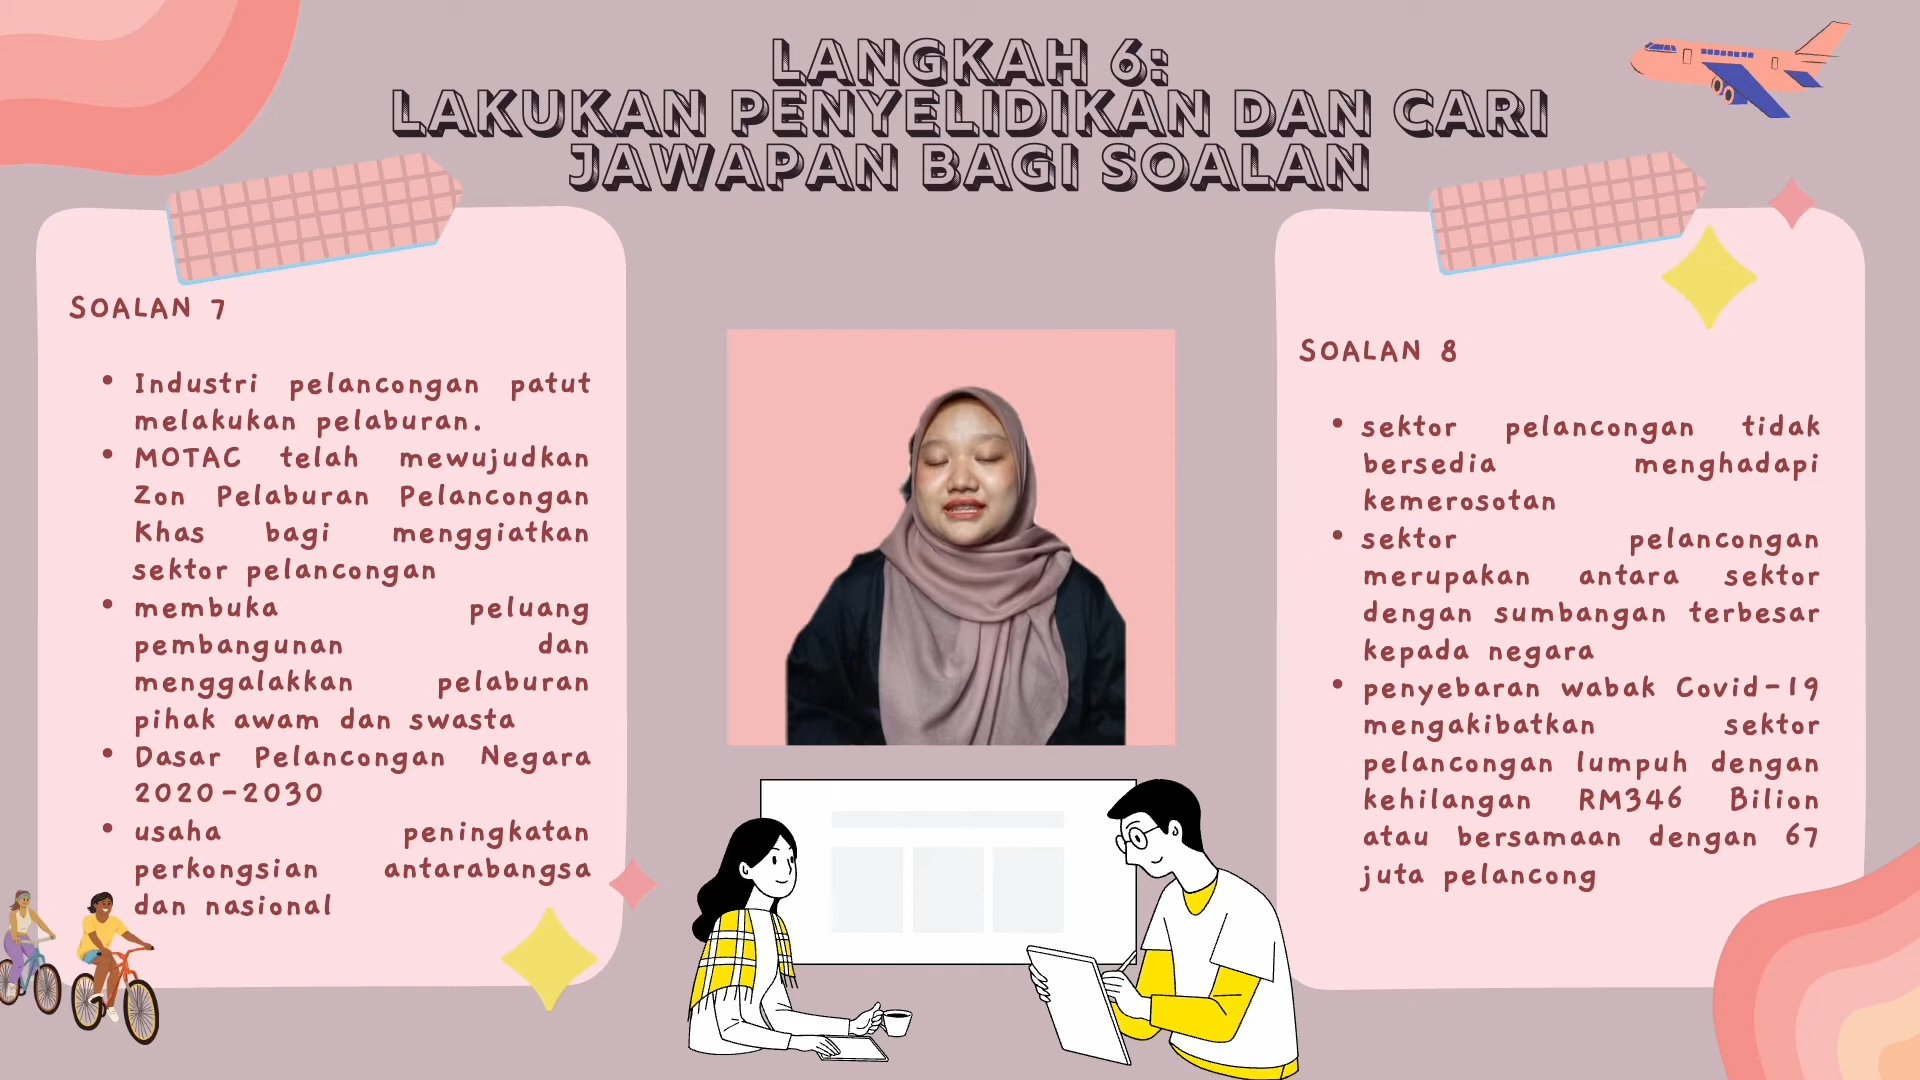 LANGKAH 6:
LAKUKAN PENYELIDIKAN DAN CARI
JAWAPAN BAGI SOALAN
SOALAN 7
• Industri pelancongan patut
melakukan pelaburan.
• MOTAC telah mewujudkan
Zon Pelaburan Pelancongan
Khas bagi menggiatkan
sektor pelancongan
• membuka peluang
pembangunan dan
menggalakkan pelaburan
pihak awam dan swasta
• Dasar Pelancongan Negara
2020-2030
• usaha peningkatan
perkongsian antarabangsa
dan nasional
SOALAN 8
• sektor pelancongan tidak
bersedia menghadapi
kemerosotan
• sektor pelancongan
merupakan antara sektor
dengan sumbangan terbesar
kepada negara
• penyebaran wabak Covid-19
mengakibatkan sektor
pelancongan lumpuh dengan
kehilangan RM346 Bilion
atau bersamaan dengan 67
juta pelancong